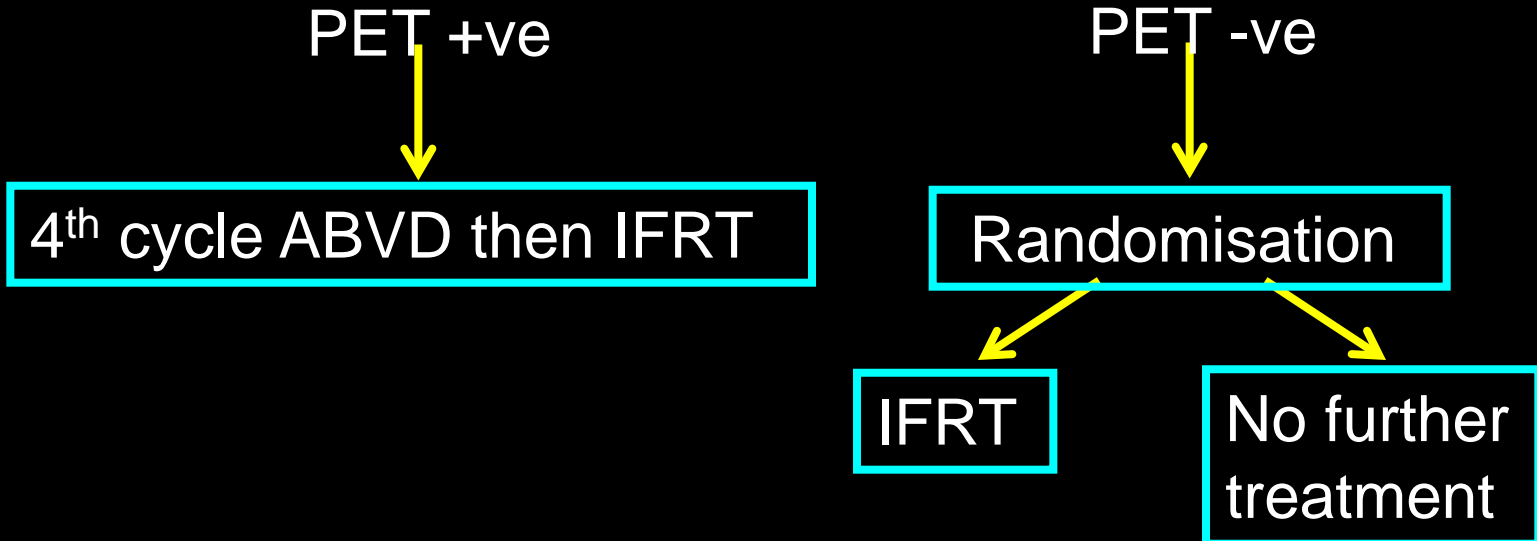 PET +ve
PET -ve
4th cycle ABVD then IFRT
Randomisation
IFRT
No further
treatment